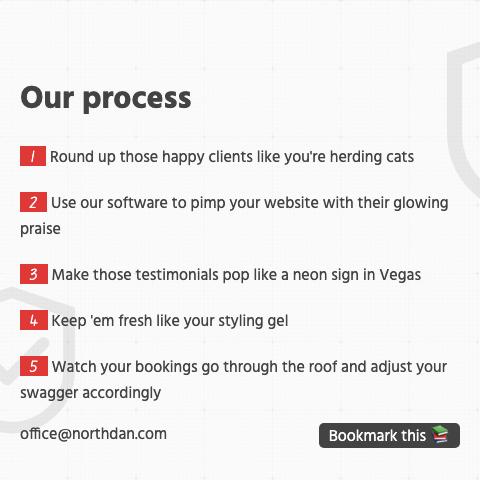 Our process
1 Round up those happy clients like you're herding cats
2 Use our software to pimp your website with their glowing
praise
3 Make those testimonials pop like a neon sign in Vegas
4 Keep 'em fresh like your styling gel
5 Watch your bookings go through the roof and adjust your
swagger accordingly
office@northdan.com
Bookmark this 📚